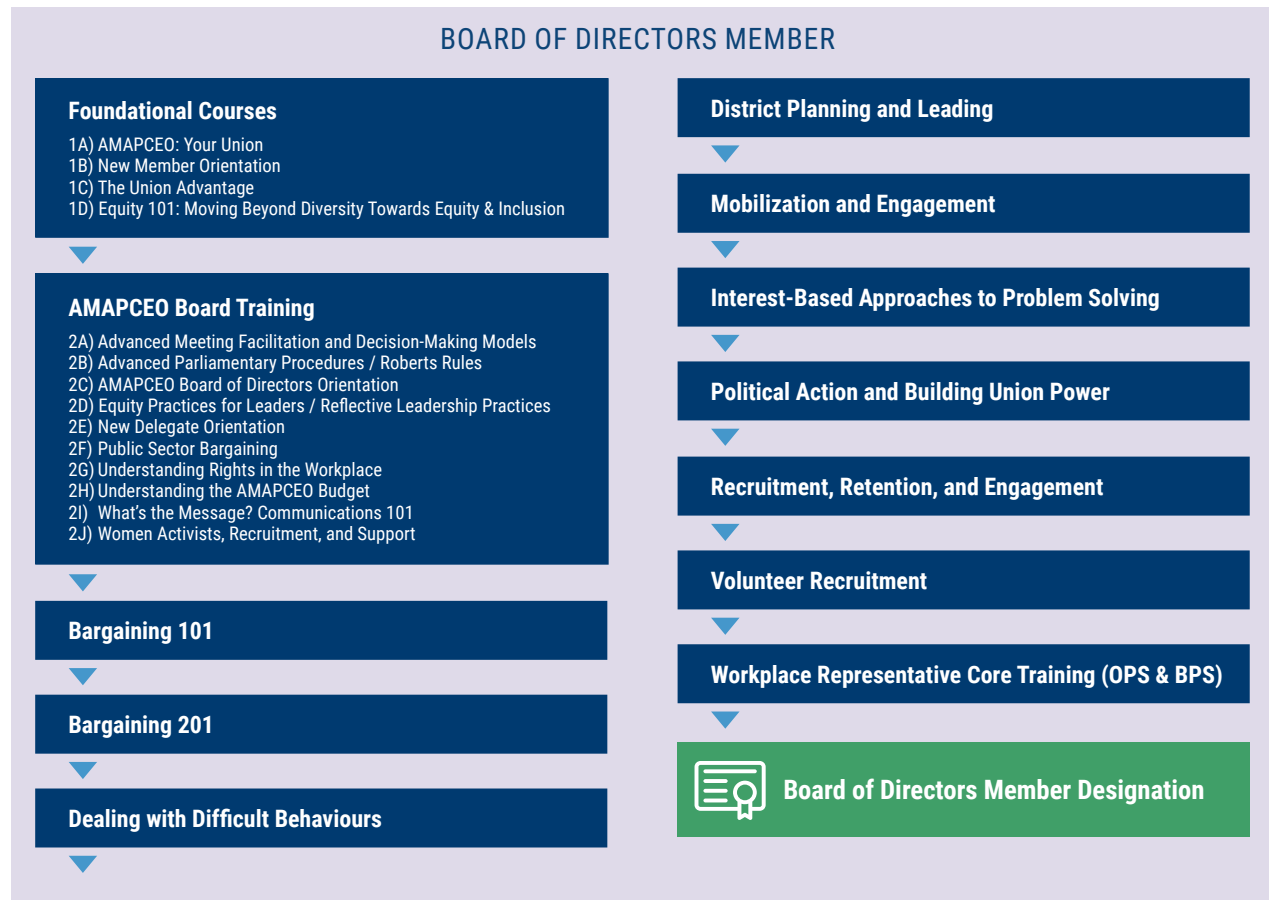 BOARD OF DIRECTORS MEMBER
Foundational Courses
1A) AMAPCEO: Your Union
1B) New Member Orientation
1C) The Union Advantage
1D) Equity 101: Moving Beyond Diversity Towards Equity & Inclusion
AMAPCEO Board Training
2A) Advanced Meeting Facilitation and Decision-Making Models
2B) Advanced Parliamentary Procedures / Roberts Rules
2C) AMAPCEO Board of Directors Orientation
2D) Equity Practices for Leaders / Reflective Leadership Practices
2E) New Delegate Orientation
2F) Public Sector Bargaining
2G) Understanding Rights in the Workplace
2H) Understanding the AMAPCEO Budget
2I) What's the Message? Communications 101
2J) Women Activists, Recruitment, and Support
Bargaining 101
Bargaining 201
Dealing with Difficult Behaviours
District Planning and Leading
Mobilization and Engagement
Interest-Based Approaches to Problem Solving
Political Action and Building Union Power
Recruitment, Retention, and Engagement
Volunteer Recruitment
Workplace Representative Core Training (OPS & BPS)
Board of Directors Member Designation